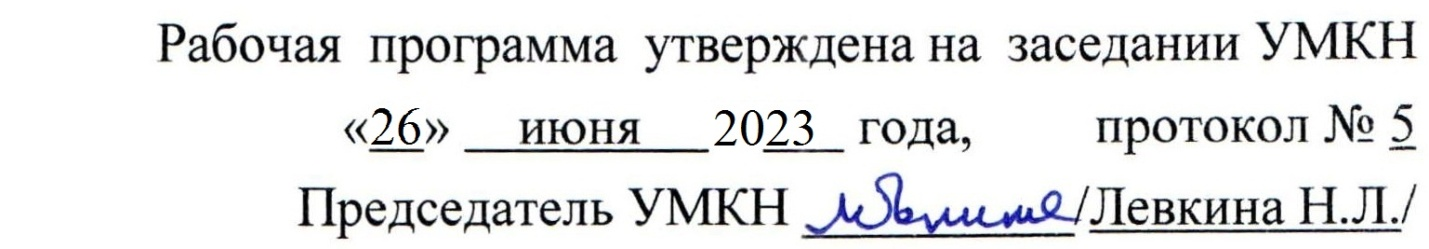 Рабочая программа утверждена на заседании УМКН
«26» июня 2023 года, протокол № 5
Председатель УМКН /Левкина Н.Л./